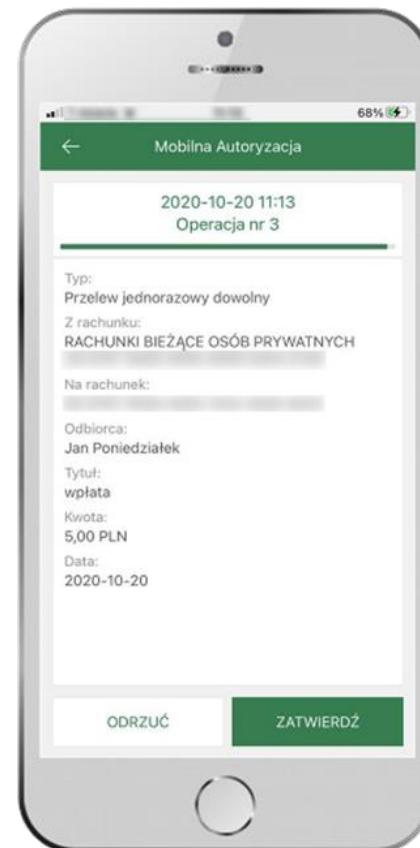 68%
Mobilna Autoryzacja
2020-10-20 11:13
Operacja nr 3
Typ:
Przelew jednorazowy dowolny
Z rachunku:
RACHUNKI BIEŻĄCE OSÓB PRYWATNYCH
Na rachunek:
Odbiorca:
Jan Poniedziałek
Tytuł:
wpłata
Kwota:
5,00 PLN
Data:
2020-10-20
ODRZUĆ ZATWIERDŹ